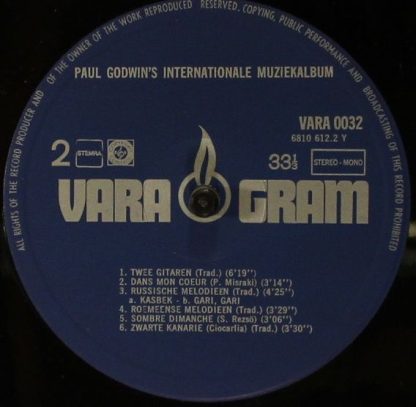 ALL RIGHTS OF THE RECORD PRODUCER AND OF THE OWNER OF THE WORK REPRODUCED RESERVED. COPYING, PUBLIC PERFORMANCE AND BROADCASTING OF THIS RECORD PROHIBITED
PAUL GODWIN'S INTERNATIONALE MUZIEKALBUM
VARA 0032
6810 612.2 Y
2 STEMRA 33⅓ STEREO - MONO
VARA GRAM
1. TWEE GITAREN (Trad.) (6'19'')
2. DANS MON COEUR (P. Misraki) (3'14'')
3. RUSSISCHE MELODIEEN (Trad.) (4'25'')
a. KASBEK - b. GARI, GARI
4. ROEMEENSE MELODIEEN (Trad.) (3'29'')
5. SOMBRE DIMANCHE (S. Rezsö) (3'06'')
6. ZWARTE KANARIE (Ciocarlia) (Trad.) (3'30'')